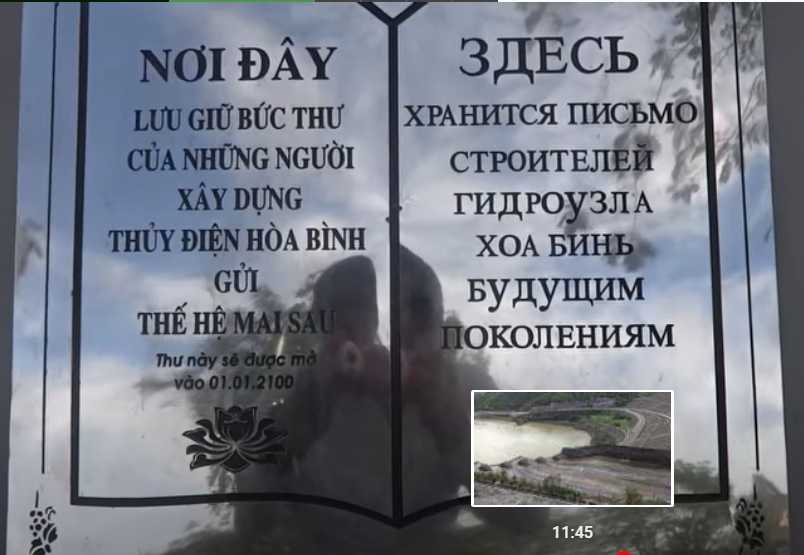 NƠI ĐÂY
LƯU GIỮ BỨC THƯ
CỦA NHỮNG NGƯỜI
XÂY DỰNG
THỦY ĐIỆN HÒA BÌNH
GỬI
THẾ HỆ MAI SAU
Thư này sẽ được mở
vào 01.01.2100
ЗДЕСЬ
ХРАНИТСЯ ПИСЬМО
СТРОИТЕЛЕЙ
ГИДРОУЗЛА
ХОА БИНЬ
БУДУЩИМ
ПОКОЛЕНИЯМ
11:45